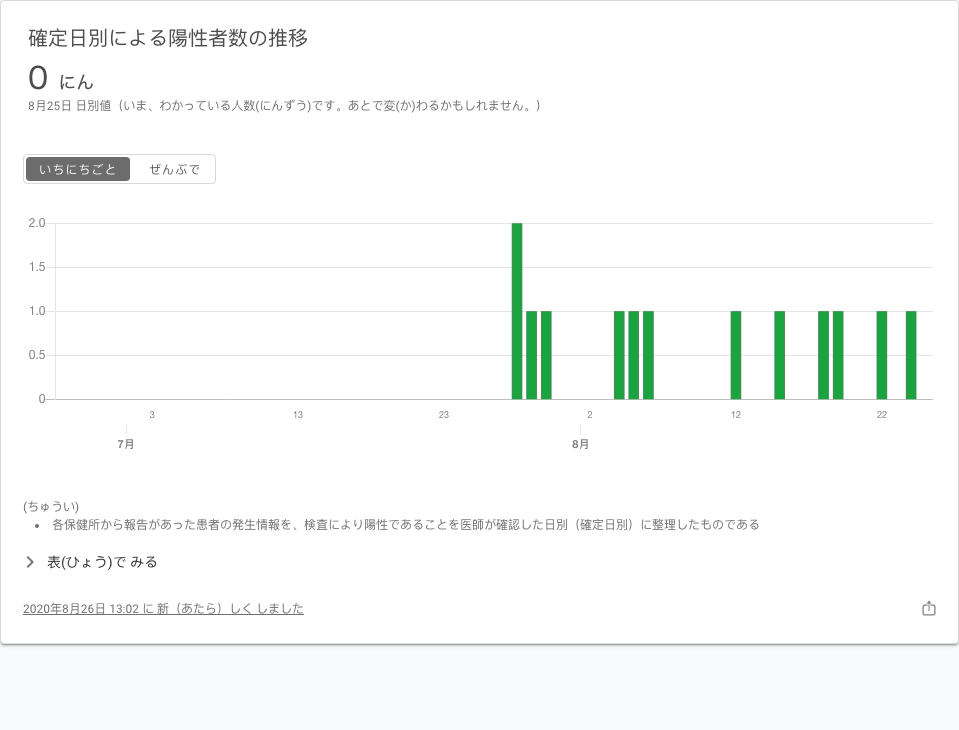 確定日別による陽性者数の推移
0 にん
8月25日 日別値（いま、わかっている人数(にんずう)です。あとで変(か)わるかもしれません。）
いちにちごと ぜんぶで
2.0
1.5
1.0
0.5
0
3 13 23 2 12 22
7月 8月
(ちゅうい)
• 各保健所から報告があった患者の発生情報を、検査により陽性であることを医師が確認した日別（確定日別）に整理したものである
表(ひょう)で みる
2020年8月26日 13:02 に 新（あたら）しく しました